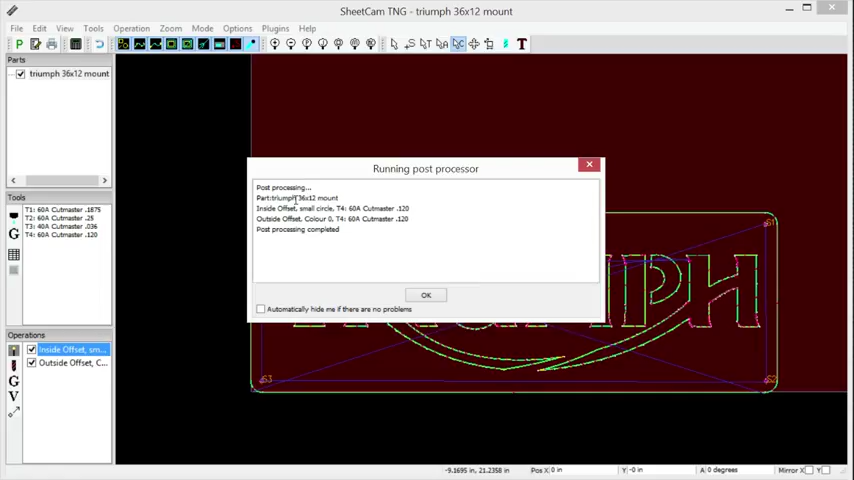 SheetCam TNG - triumph 36x12 mount
File Edit View Tools Operation Zoom Mode Options Plugins Help
Parts
triumph 36x12 mount
Running post processor
Post processing...
Part:triumph 36x12 mount
Inside Offset, small circle, T4: 60A Cutmaster .120
Outside Offset, Colour 0, T4: 60A Cutmaster .120
Post processing completed
OK
Automatically hide me if there are no problems
Tools
T1: 60A Cutmaster .1875
T2: 60A Cutmaster .25
T3: 40A Cutmaster .036
T4: 60A Cutmaster .120
Operations
Inside Offset, sm...
Outside Offset, C...
S1
S3
-9.1695, 21.2358 in Pos X 0 in Y -0 in A 0 degrees Mirror X Y